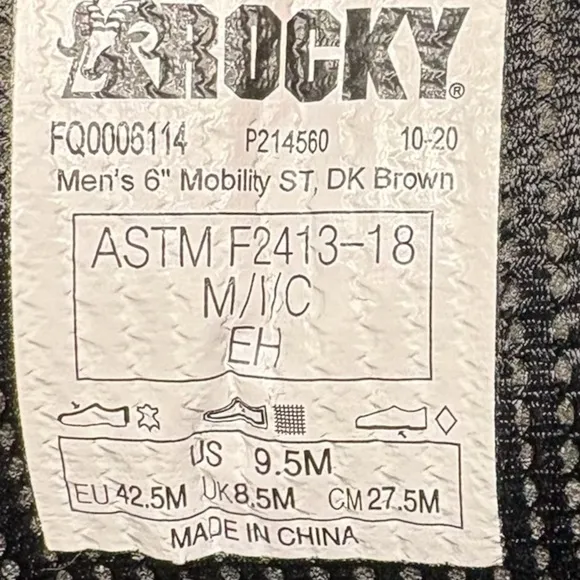 ROCKY®
FQ0006114 P214560 10-20
Men's 6" Mobility ST, DK Brown
ASTM F2413-18
M/I/C
EH
US 9.5M
EU 42.5M UK 8.5M CM 27.5M
MADE IN CHINA